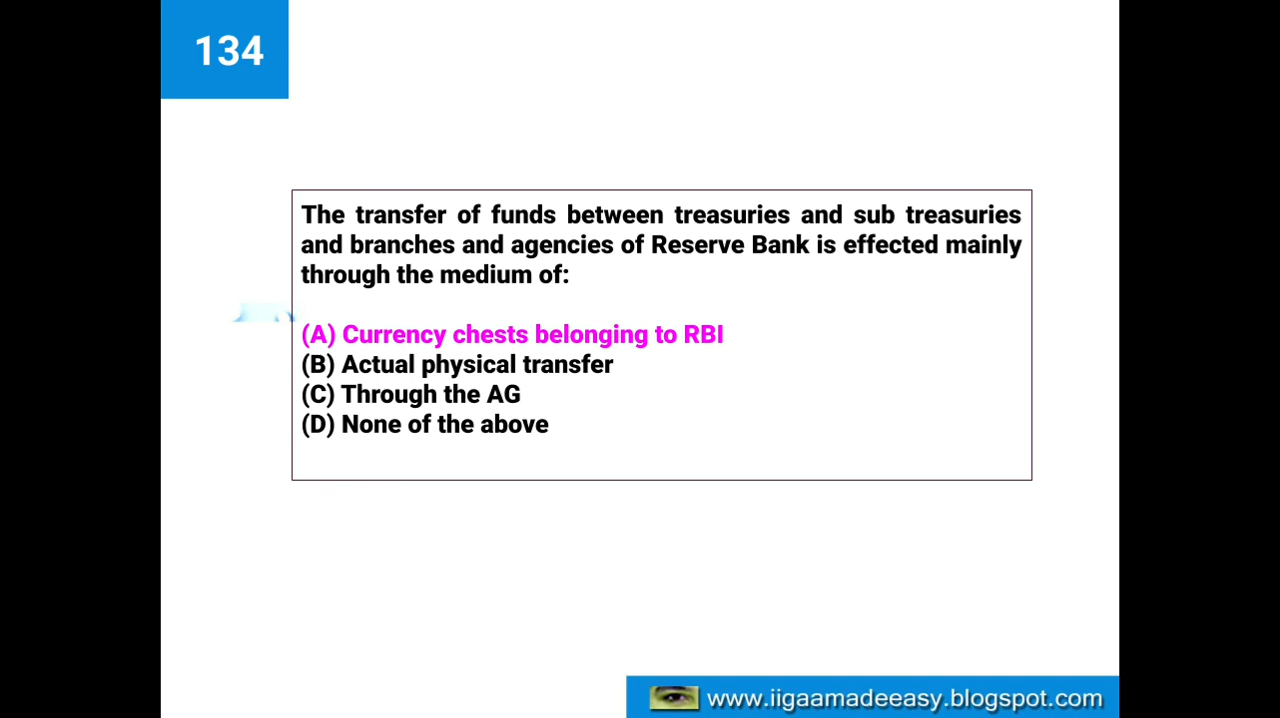 134
The transfer of funds between treasuries and sub treasuries
and branches and agencies of Reserve Bank is effected mainly
through the medium of:
(A) Currency chests belonging to RBI
(B) Actual physical transfer
(C) Through the AG
(D) None of the above
www.iigaamadeeasy.blogspot.com